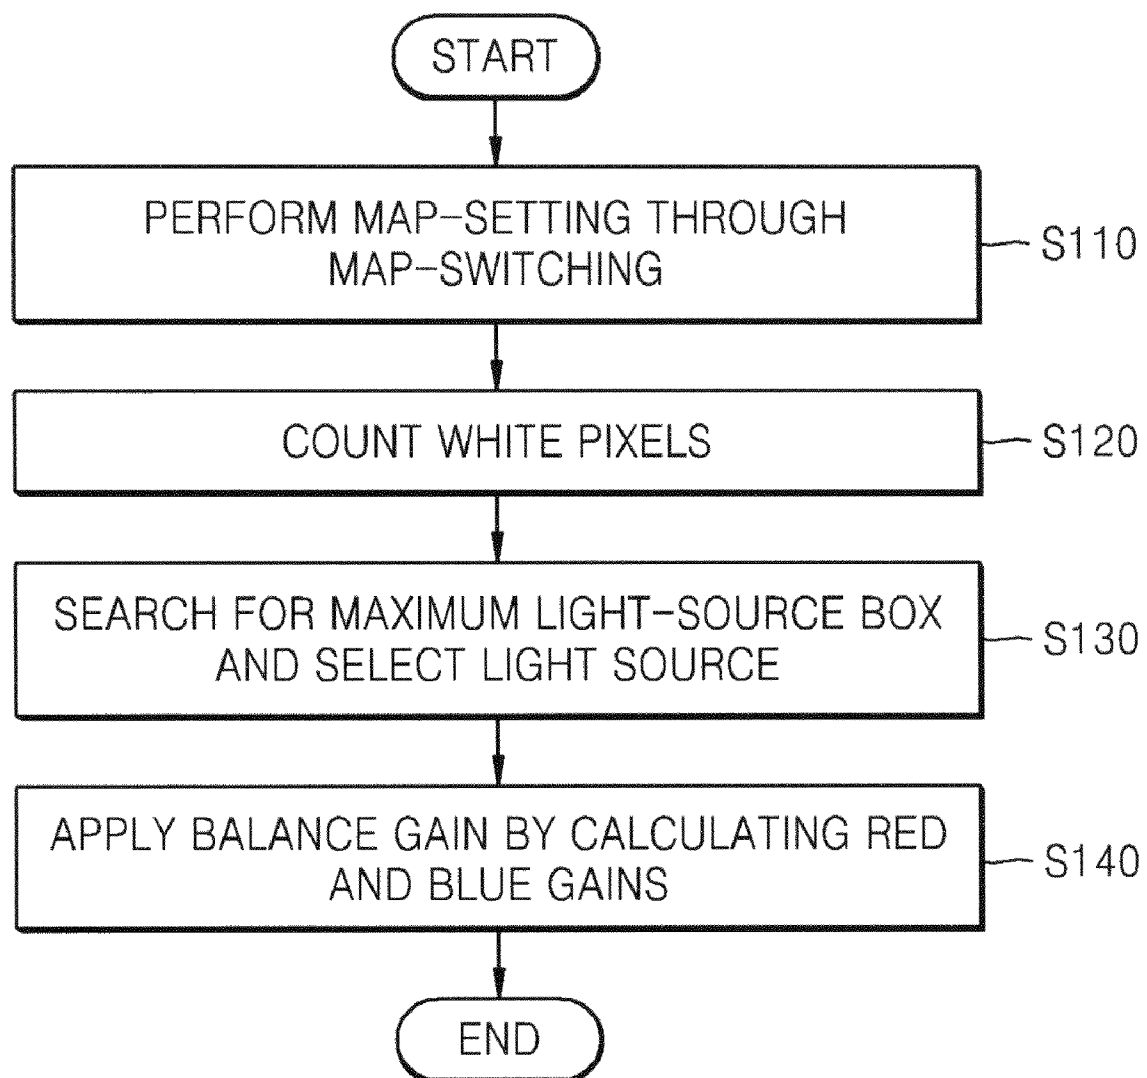 START
PERFORM MAP-SETTING THROUGH
MAP-SWITCHING
S110
COUNT WHITE PIXELS
S120
SEARCH FOR MAXIMUM LIGHT-SOURCE BOX
AND SELECT LIGHT SOURCE
S130
APPLY BALANCE GAIN BY CALCULATING RED
AND BLUE GAINS
S140
END